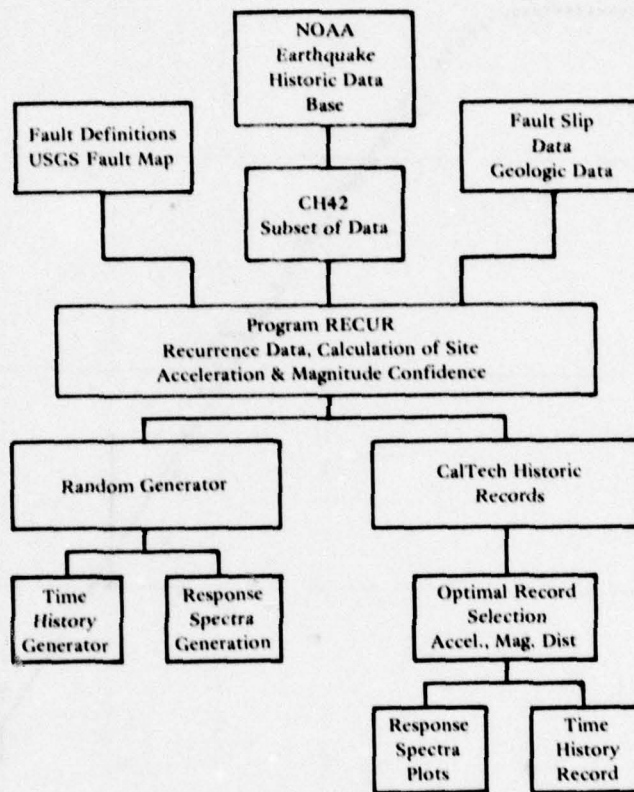 NOAA
Earthquake
Historic Data
Base
Fault Definitions
USGS Fault Map
Fault Slip
Data
Geologic Data
CH42
Subset of Data
Program RECUR
Recurrence Data, Calculation of Site
Acceleration & Magnitude Confidence
Random Generator
CalTech Historic
Records
Time
History
Generator
Response
Spectra
Generation
Optimal Record
Selection
Accel., Mag, Dist
Response
Spectra
Plots
Time
History
Record